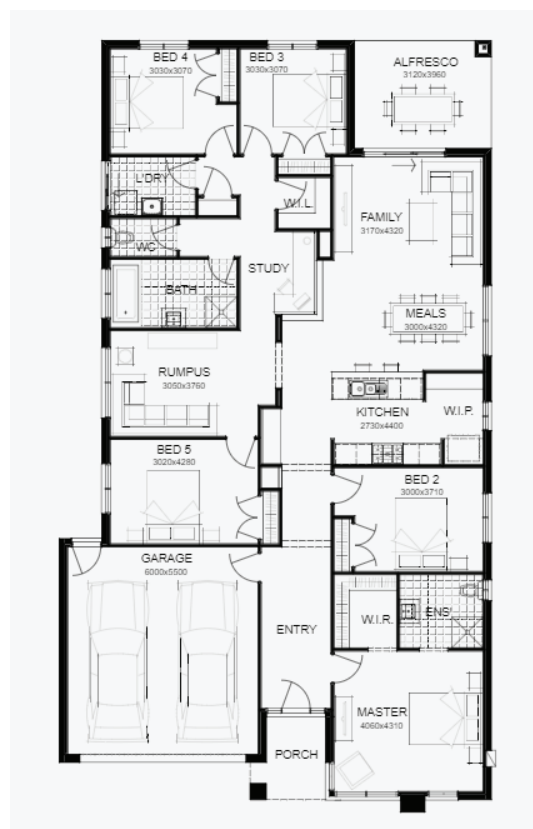 BED 4
3030x3070
BED 3
3030x3070
ALFRESCO
3120x3960
L'DRY
W.I.L.
FAMILY
3170x4320
WC
STUDY
BATH
MEALS
3000x4320
RUMPUS
3050x3760
KITCHEN
2730x4400
W.I.P.
BED 5
3020x4280
BED 2
3000x3710
GARAGE
6000x5500
ENTRY
W.I.R.
ENS'
MASTER
4060x4310
PORCH